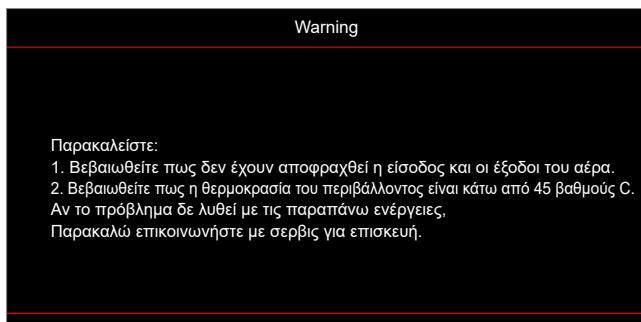 Warning
Παρακαλείστε:
1. Βεβαιωθείτε πως δεν έχουν αποφραχθεί η είσοδος και οι έξοδοι του αέρα.
2. Βεβαιωθείτε πως η θερμοκρασία του περιβάλλοντος είναι κάτω από 45 βαθμούς C.
Αν το πρόβλημα δε λυθεί με τις παραπάνω ενέργειες,
Παρακαλώ επικοινωνήστε με σερβις για επισκευή.